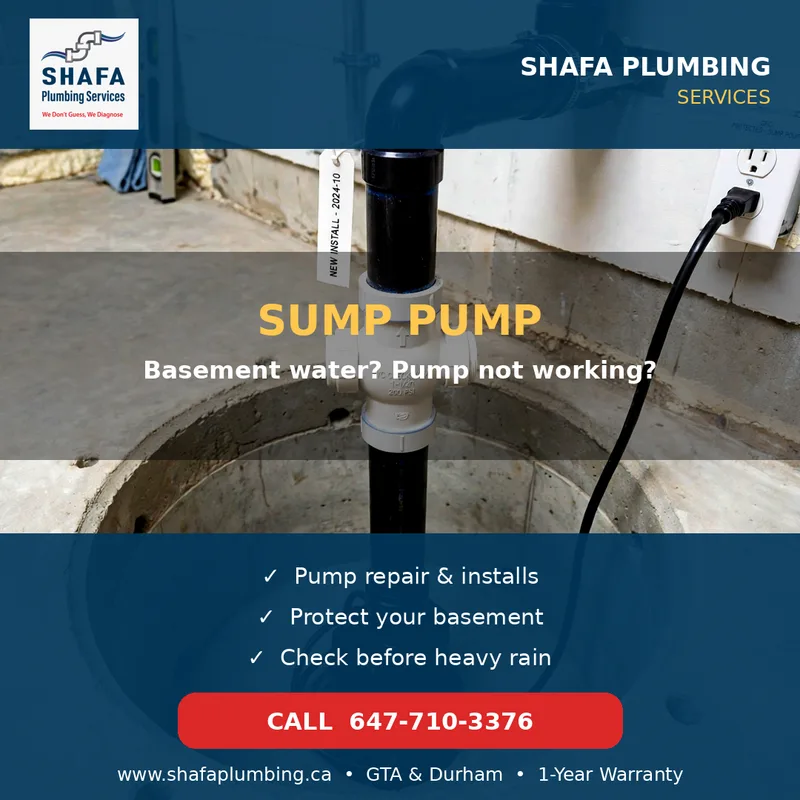 SHAFA
Plumbing Services
We Don't Guess, We Diagnose
SHAFA PLUMBING
SERVICES
NEW INSTALL - 2024-10
SUMP PUMP
Basement water? Pump not working?
✓ Pump repair & installs
✓ Protect your basement
✓ Check before heavy rain
CALL 647-710-3376
www.shafaplumbing.ca • GTA & Durham • 1-Year Warranty